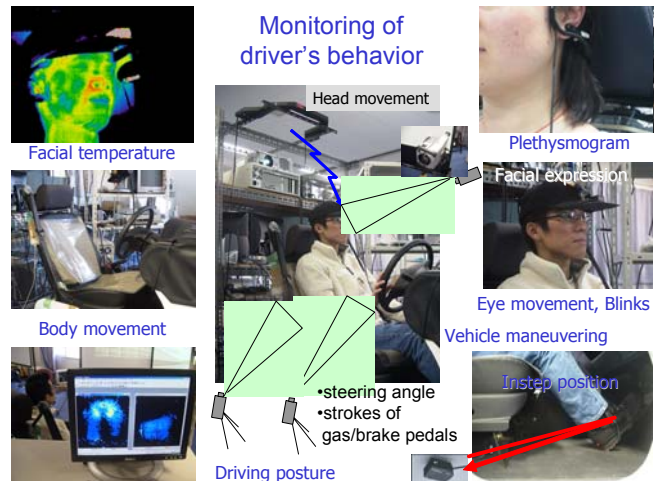 Monitoring of
driver's behavior
Head movement
Facial temperature
Plethysmogram
Facial expression
Body movement
Eye movement, Blinks
Vehicle maneuvering
Instep position
•steering angle
•strokes of
gas/brake pedals
Driving posture